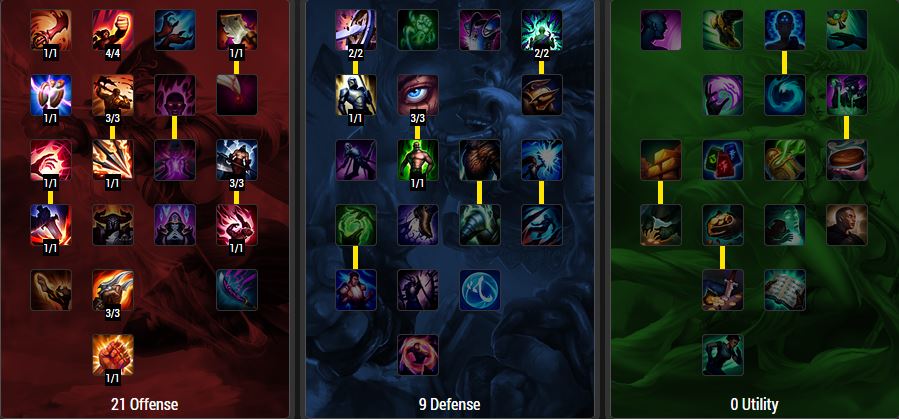 1/1 4/4 1/1 2/2 2/2
1/1 3/3 1/1 3/3
1/1 1/1 3/3 1/1
1/1 1/1
3/3
1/1
21 Offense 9 Defense 0 Utility